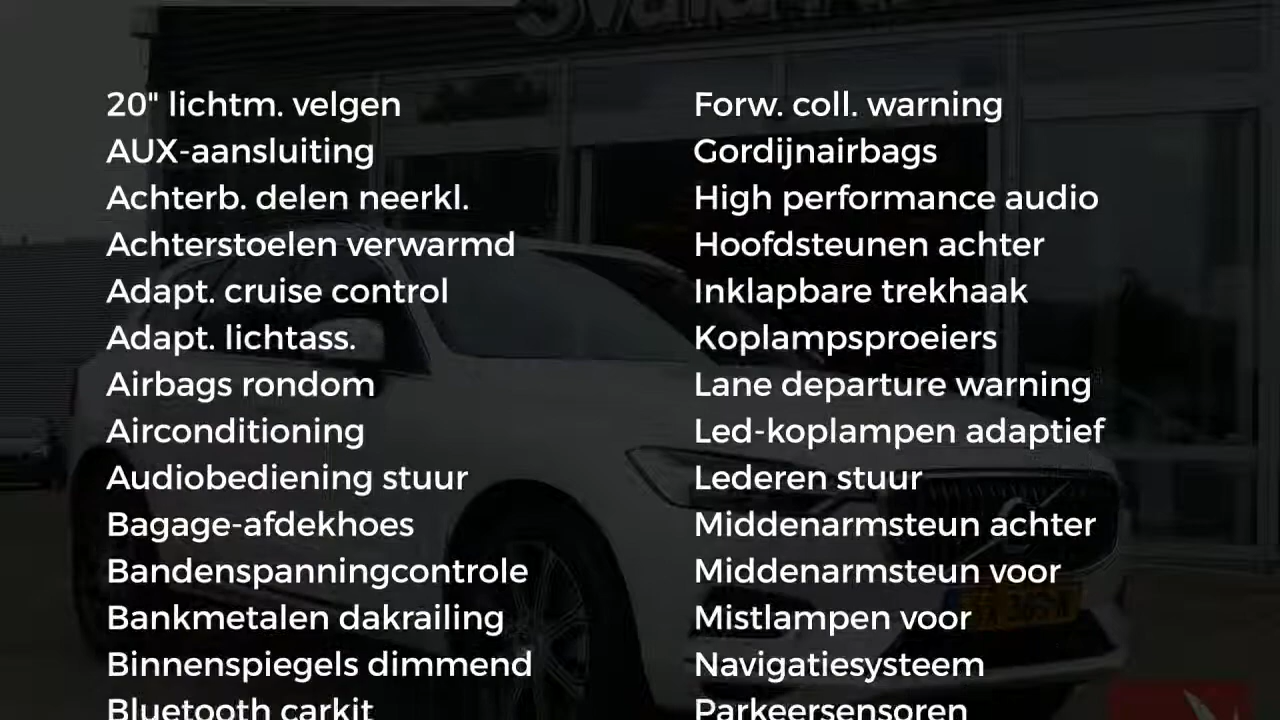 20" lichtm. velgen
AUX-aansluiting
Achterb. delen neerkl.
Achterstoelen verwarmd
Adapt. cruise control
Adapt. lichtass.
Airbags rondom
Airconditioning
Audiobediening stuur
Bagage-afdekhoes
Bandenspanningcontrole
Bankmetalen dakrailing
Binnenspiegels dimmend
Bluetooth carkit
Forw. coll. warning
Gordijnairbags
High performance audio
Hoofdsteunen achter
Inklapbare trekhaak
Koplampsproeiers
Lane departure warning
Led-koplampen adaptief
Lederen stuur
Middenarmsteun achter
Middenarmsteun voor
Mistlampen voor
Navigatiesysteem
Parkeersensoren